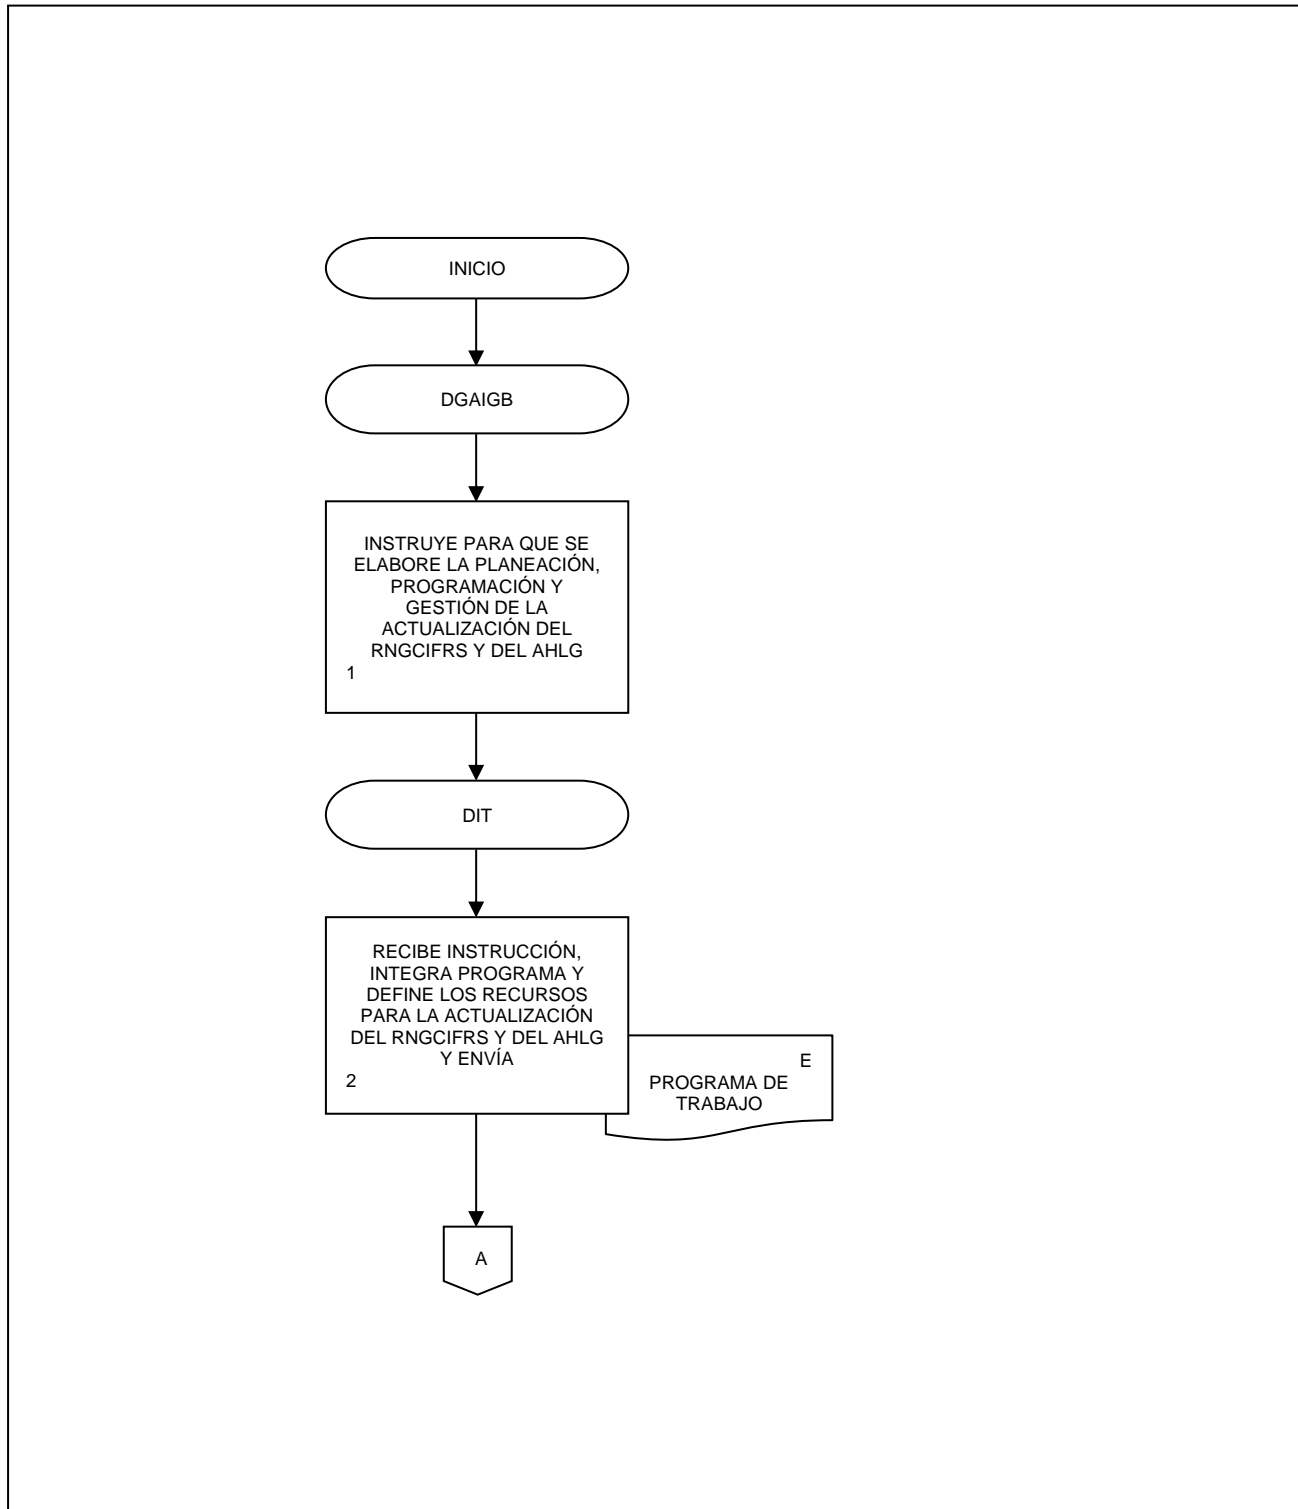 INICIO
DGAIGB
INSTRUYE PARA QUE SE
ELABORE LA PLANEACIÓN,
PROGRAMACIÓN Y
GESTIÓN DE LA
ACTUALIZACIÓN DEL
RNGCIFRS Y DEL AHLG
1
DIT
RECIBE INSTRUCCIÓN,
INTEGRA PROGRAMA Y
DEFINE LOS RECURSOS
PARA LA ACTUALIZACIÓN
DEL RNGCIFRS Y DEL AHLG
Y ENVÍA
2
E
PROGRAMA DE
TRABAJO
A